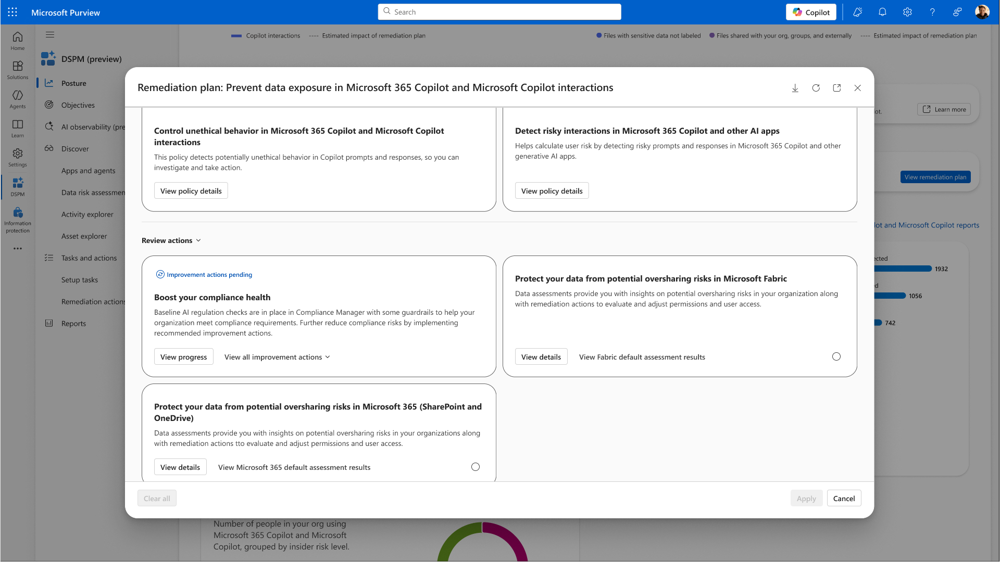 Microsoft Purview
Search
Copilot
Home
Solutions
Agents
Learn
Settings
DSPM
Information
protection
DSPM (preview)
Posture
Objectives
AI observability (pre
Discover
Apps and agents
Data risk assessmen
Activity explorer
Asset explorer
Tasks and actions
Setup tasks
Remediation actions
Reports
Copilot interactions
Estimated impact of remediation plan
Files with sensitive data not labeled
Files shared with your org, groups, and externally
Estimated impact of remediation plan
ot.
Learn more
View remediation plan
lot and Microsoft Copilot reports
ected
1932
d
1056
742
Remediation plan: Prevent data exposure in Microsoft 365 Copilot and Microsoft Copilot interactions
Control unethical behavior in Microsoft 365 Copilot and Microsoft Copilot
interactions
This policy detects potentially unethical behavior in Copilot prompts and responses, so you can
investigate and take action.
View policy details
Detect risky interactions in Microsoft 365 Copilot and other AI apps
Helps calculate user risk by detecting risky prompts and responses in Microsoft 365 Copilot and other
generative AI apps.
View policy details
Review actions
Improvement actions pending
Boost your compliance health
Baseline AI regulation checks are in place in Compliance Manager with some guardrails to help your
organization meet compliance requirements. Further reduce compliance risks by implementing
recommended improvement actions.
View progress
View all improvement actions
Protect your data from potential oversharing risks in Microsoft Fabric
Data assessments provide you with insights on potential oversharing risks in your organization along
with remediation actions to evaluate and adjust permissions and user access.
View details
View Fabric default assessment results
Protect your data from potential oversharing risks in Microsoft 365 (SharePoint and
OneDrive)
Data assessments provide you with insights on potential oversharing risks in your organizations along
with remediation actions tto evaluate and adjust permissions and user access.
View details
View Microsoft 365 default assessment results
Clear all
Apply
Cancel
Number of people in your org using
Microsoft 365 Copilot and Microsoft
Copilot, grouped by insider risk level.